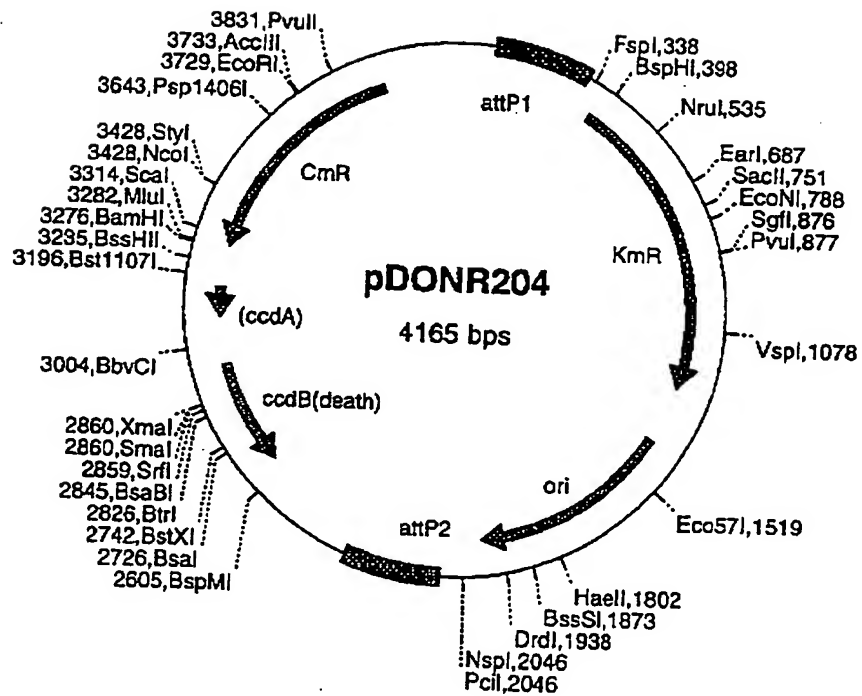 3831,PvuII
3733,AccIII
3729,EcoRI
3643,Psp1406I
3428,StyI
3428,NcoI
3314,ScaI
3282,MluI
3276,BamHI
3235,BssHII
3196,Bst1107I
3004,BbvCI
2860,XmaI
2860,SmaI
2859,SrfI
2845,BsaBI
2826,BtrI
2742,BstXI
2726,BsaI
2605,BspMI
attP1
CmR
(ccdA)
ccdB(death)
attP2
pDONR204
4165 bps
KmR
ori
FspI,338
BspHI,398
NruI,535
EarI,687
SacII,751
EcoNI,788
SgfI,876
PvuI,877
VspI,1078
Eco57I,1519
HaeII,1802
BssSI,1873
DrdI,1938
NspI,2046
PciI,2046